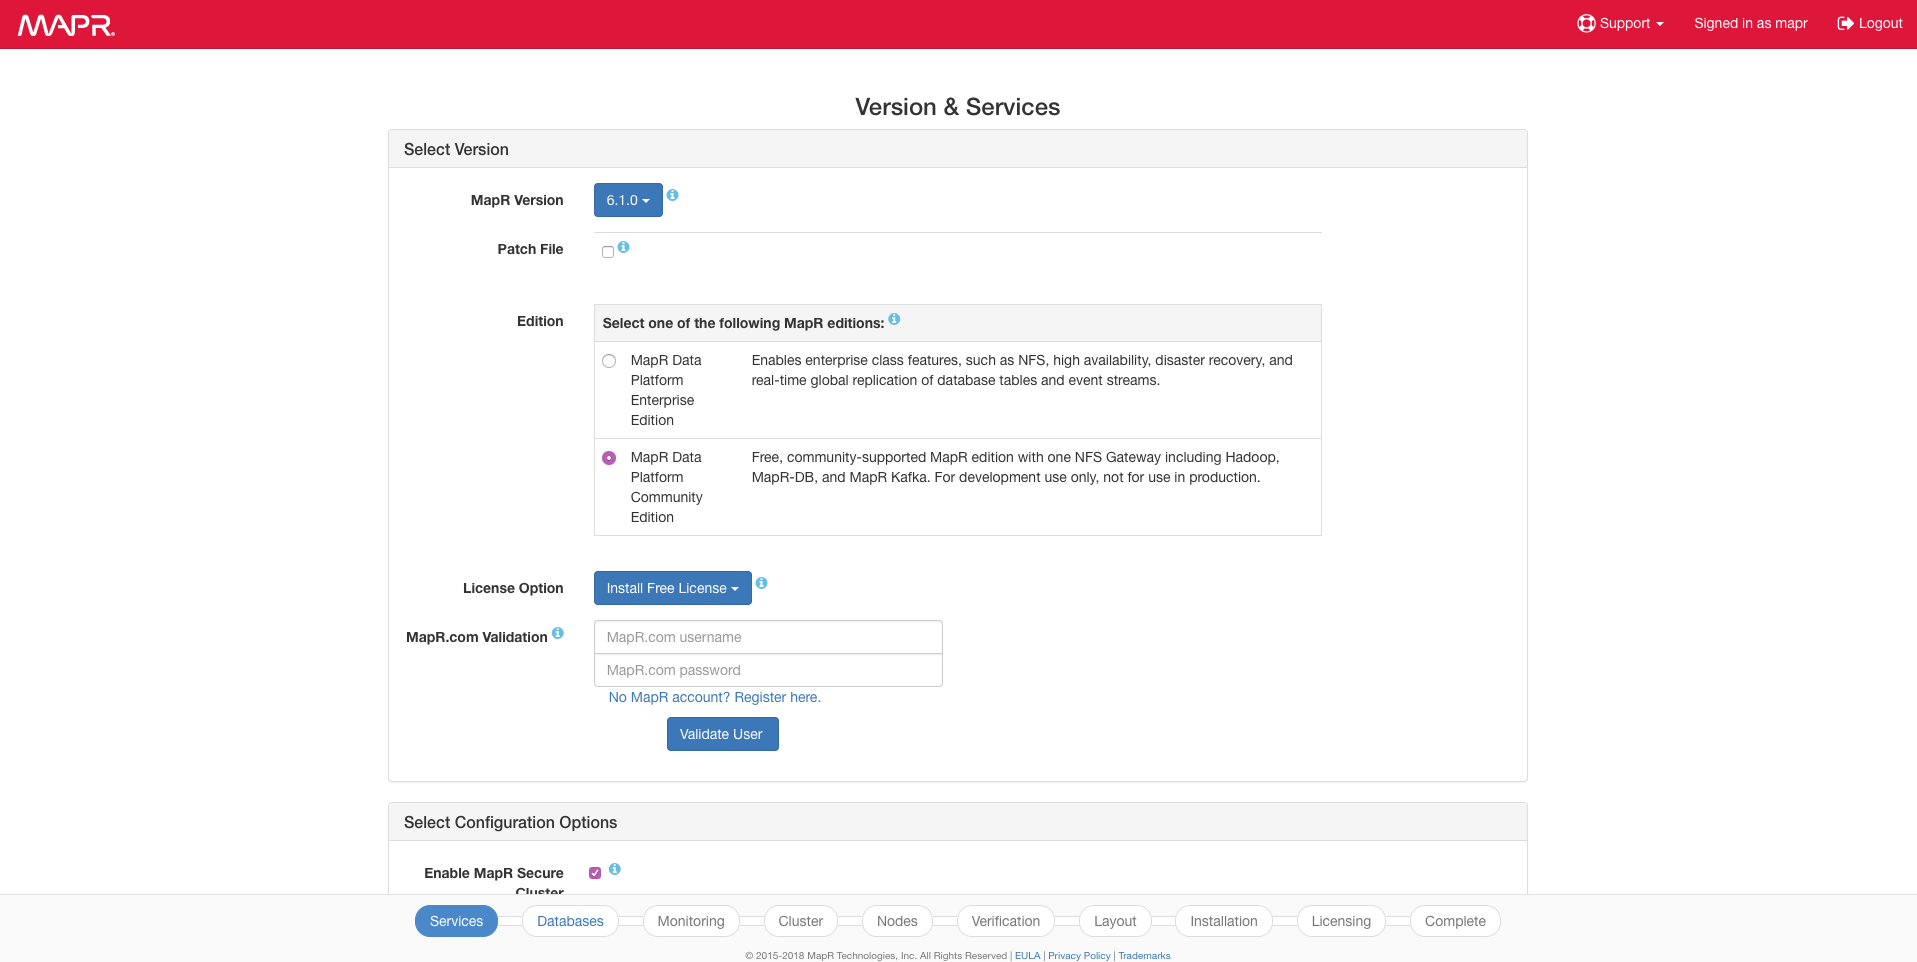 MAPR
Support
Signed in as mapr
Logout
Version & Services
Select Version
MapR Version
6.1.0
Patch File
Edition
Select one of the following MapR editions:
MapR Data
Platform
Enterprise
Edition
Enables enterprise class features, such as NFS, high availability, disaster recovery, and
real-time global replication of database tables and event streams.
MapR Data
Platform
Community
Edition
Free, community-supported MapR edition with one NFS Gateway including Hadoop,
MapR-DB, and MapR Kafka. For development use only, not for use in production.
License Option
Install Free License
MapR.com Validation
MapR.com username
MapR.com password
No MapR account? Register here.
Validate User
Select Configuration Options
Enable MapR Secure
Cluster
Services
Databases
Monitoring
Cluster
Nodes
Verification
Layout
Installation
Licensing
Complete
© 2015-2018 MapR Technologies, Inc. All Rights Reserved | EULA | Privacy Policy | Trademarks